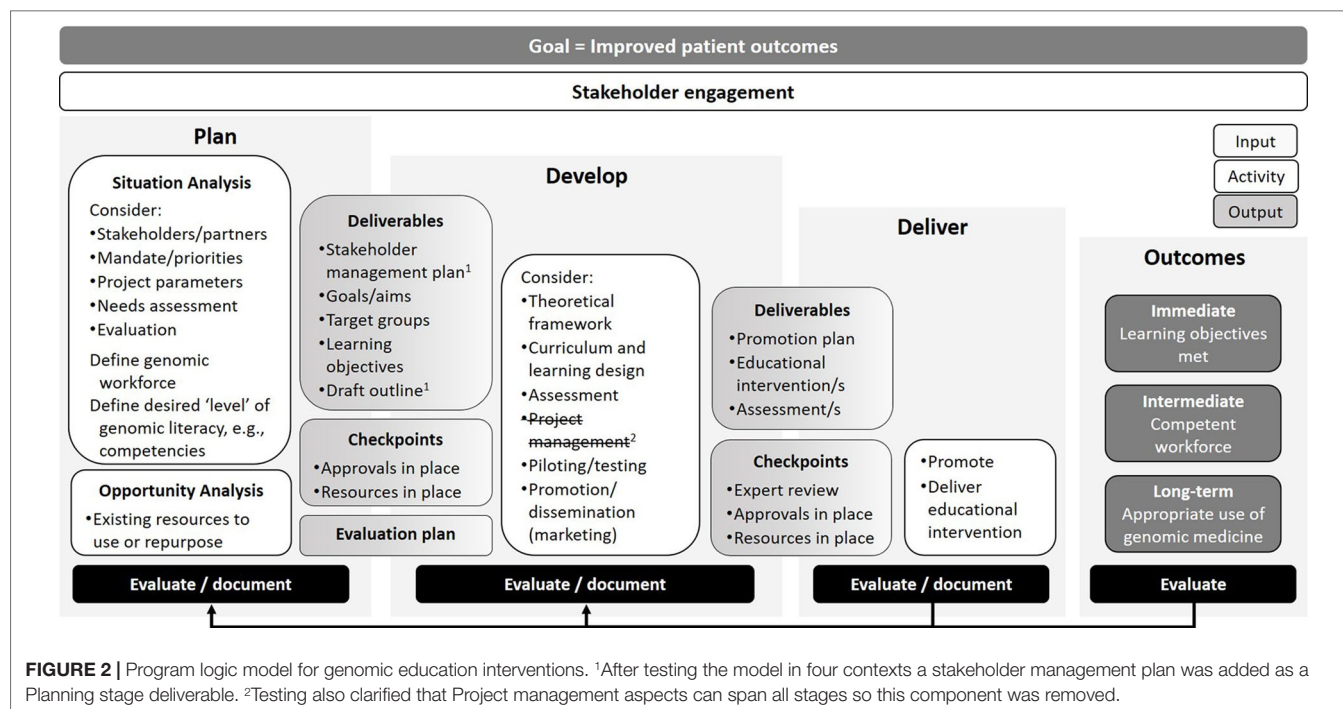 Goal = Improved patient outcomes
Stakeholder engagement
Plan
Situation Analysis
Consider:
•Stakeholders/partners
•Mandate/priorities
•Project parameters
•Needs assessment
•Evaluation
Define genomic
workforce
Define desired ‘level’ of
genomic literacy, e.g.,
competencies
Opportunity Analysis
•Existing resources to
use or repurpose
Evaluate / document
Deliverables
•Stakeholder
management plan¹
•Goals/aims
•Target groups
•Learning
objectives
•Draft outline¹
Checkpoints
•Approvals in place
•Resources in place
Evaluation plan
Develop
Consider:
•Theoretical
framework
•Curriculum and
learning design
•Assessment
•Project
management²
•Piloting/testing
•Promotion/
dissemination
(marketing)
Evaluate / document
Deliverables
•Promotion plan
•Educational
intervention/s
•Assessment/s
Checkpoints
•Expert review
•Approvals in place
•Resources in place
Deliver
•Promote
•Deliver
educational
intervention
Evaluate / document
Input
Activity
Output
Outcomes
Immediate
Learning objectives
met
Intermediate
Competent
workforce
Long-term
Appropriate use of
genomic medicine
Evaluate
FIGURE 2 | Program logic model for genomic education interventions. ¹After testing the model in four contexts a stakeholder management plan was added as a
Planning stage deliverable. ²Testing also clarified that Project management aspects can span all stages so this component was removed.